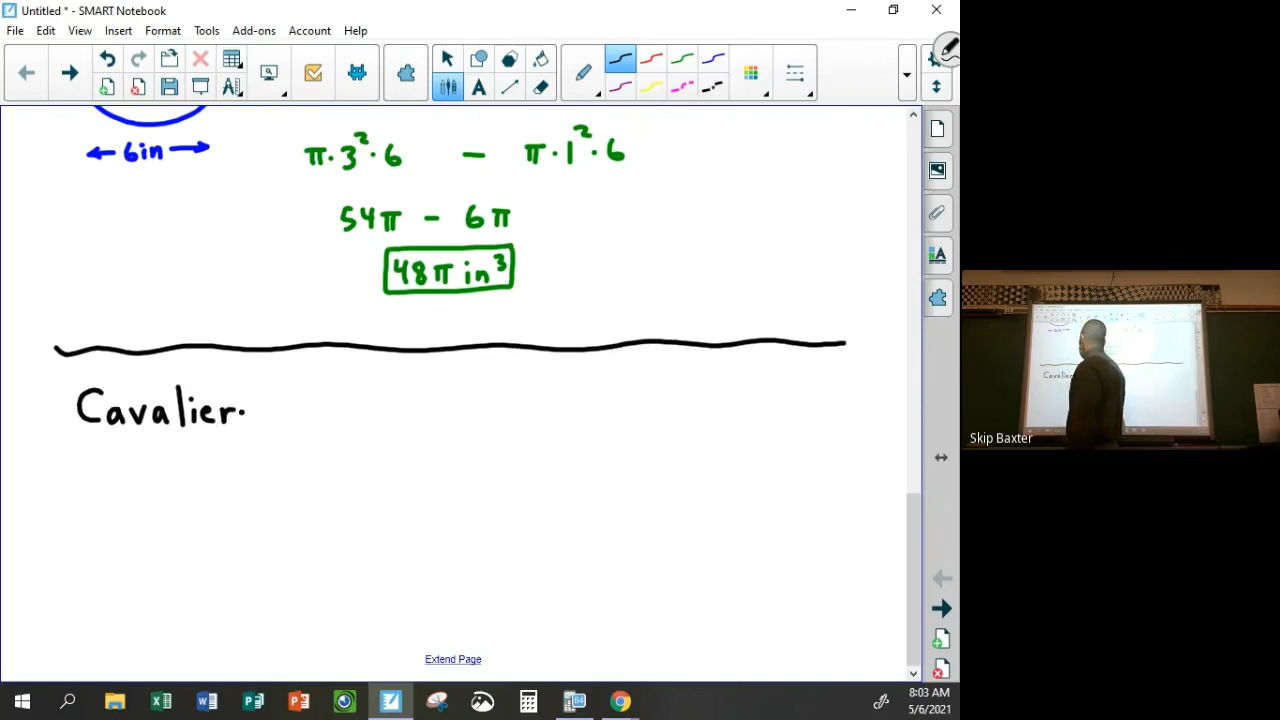 Untitled * - SMART Notebook
File Edit View Insert Format Tools Add-ons Account Help
← 6in →
π·3²·6 − π·1²·6
54π − 6π
48π in³
Cavalier·
Extend Page
Skip Baxter
8:03 AM
5/6/2021